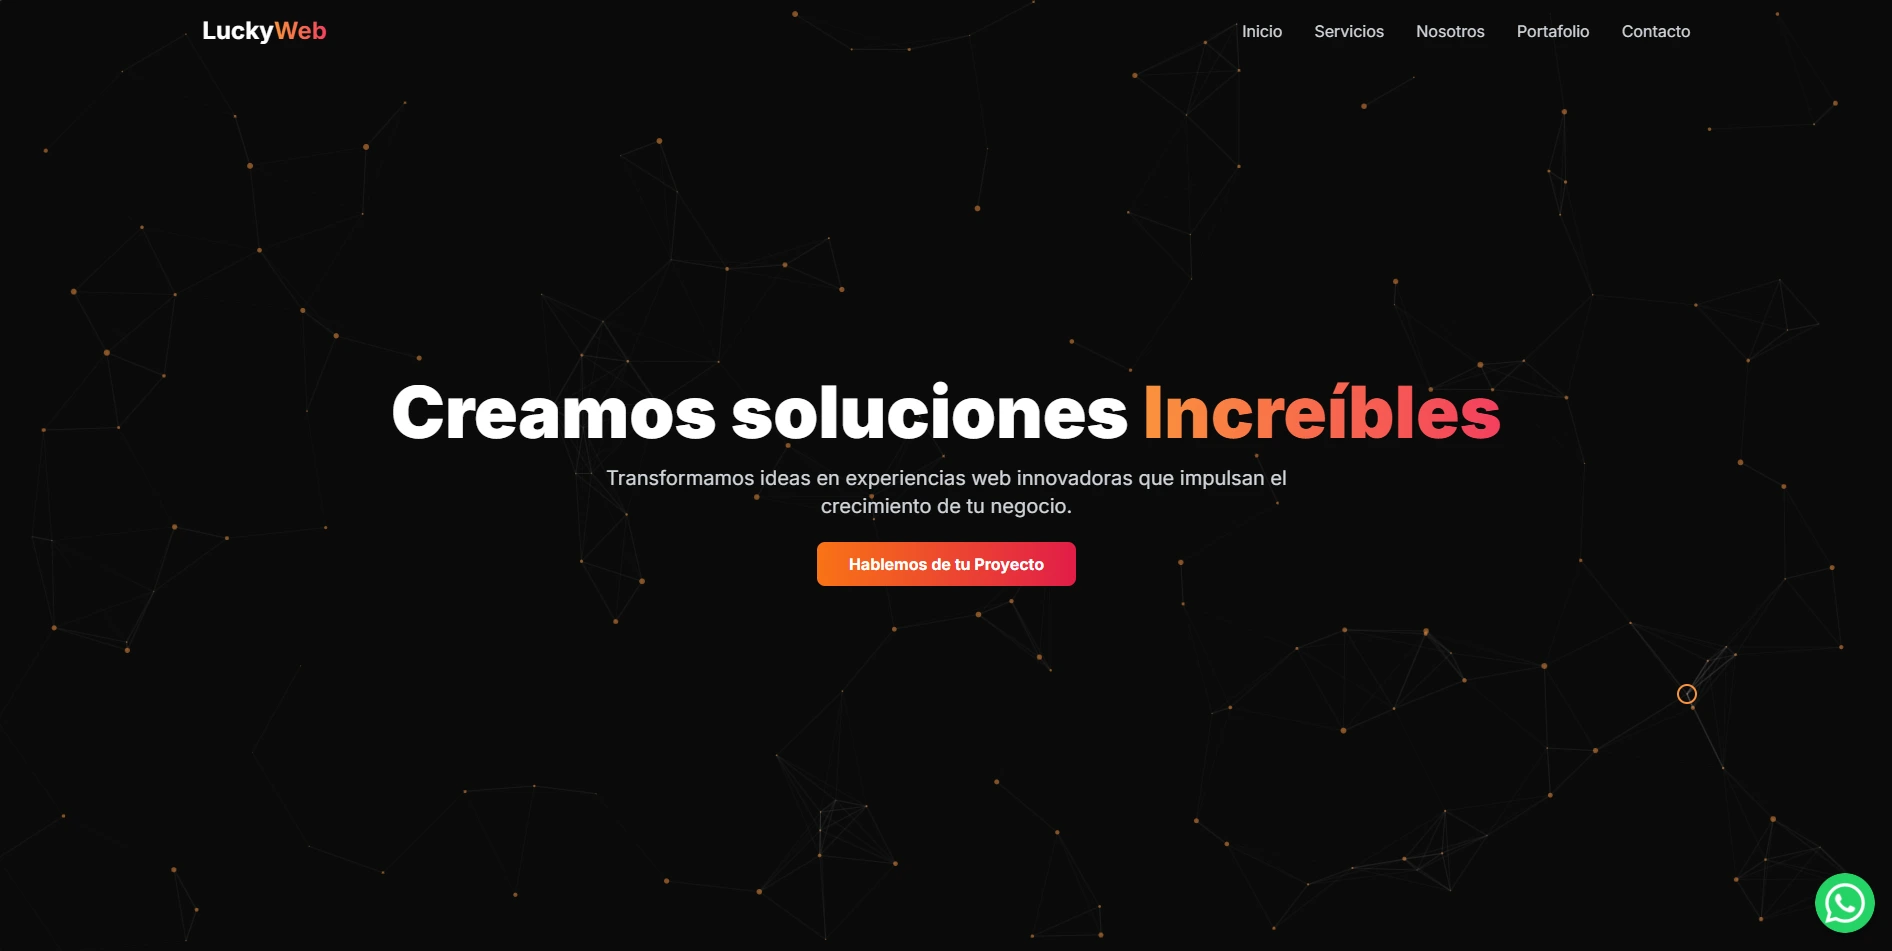 LuckyWeb
Inicio Servicios Nosotros Portafolio Contacto
Creamos soluciones Increíbles
Transformamos ideas en experiencias web innovadoras que impulsan el
crecimiento de tu negocio.
Hablemos de tu Proyecto